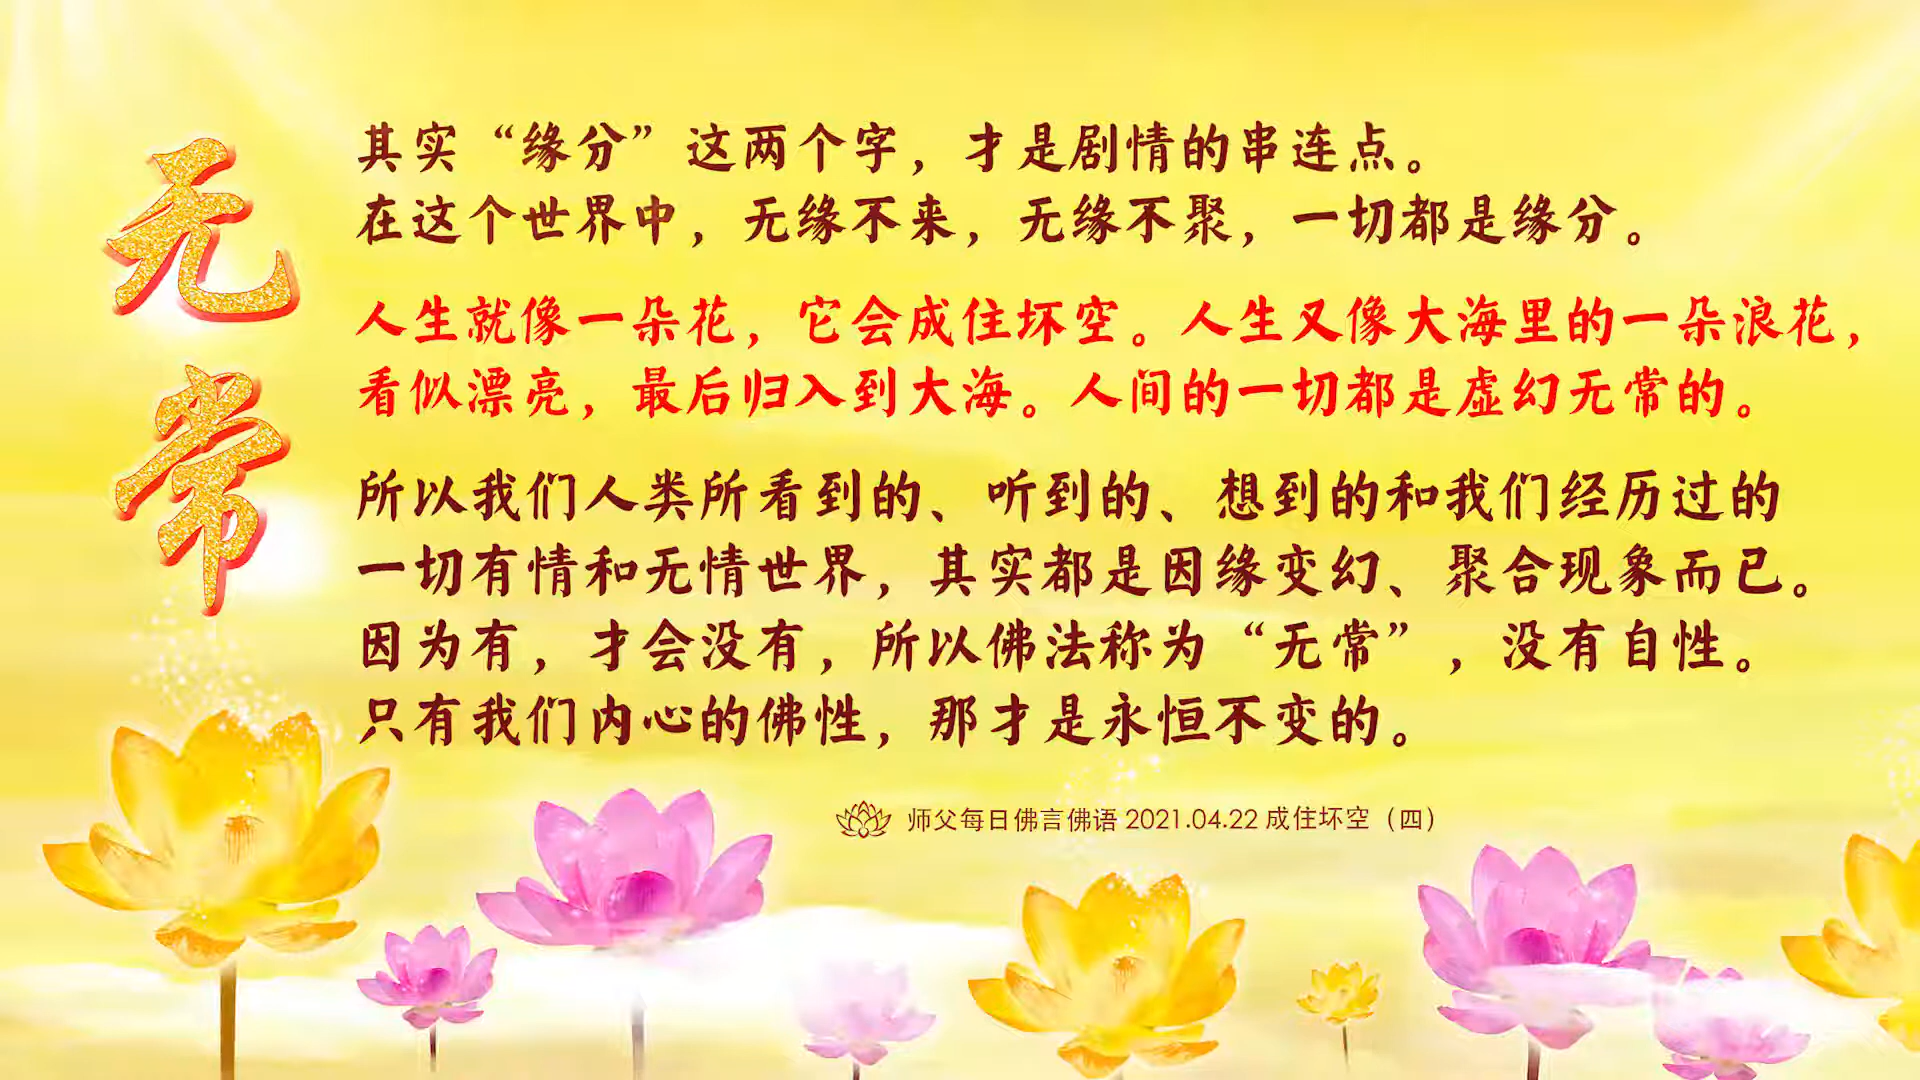 无常
其实“缘分”这两个字，才是剧情的串连点。
在这个世界中，无缘不来，无缘不聚，一切都是缘分。
人生就像一朵花，它会成住坏空。人生又像大海里的一朵浪花，
看似漂亮，最后归入到大海。人间的一切都是虚幻无常的。
所以我们人类所看到的、听到的、想到的和我们经历过的
一切有情和无情世界，其实都是因缘变幻、聚合现象而已。
因为有，才会没有，所以佛法称为“无常”，没有自性。
只有我们内心的佛性，那才是永恒不变的。
师父每日佛言佛语 2021.04.22 成住坏空（四）